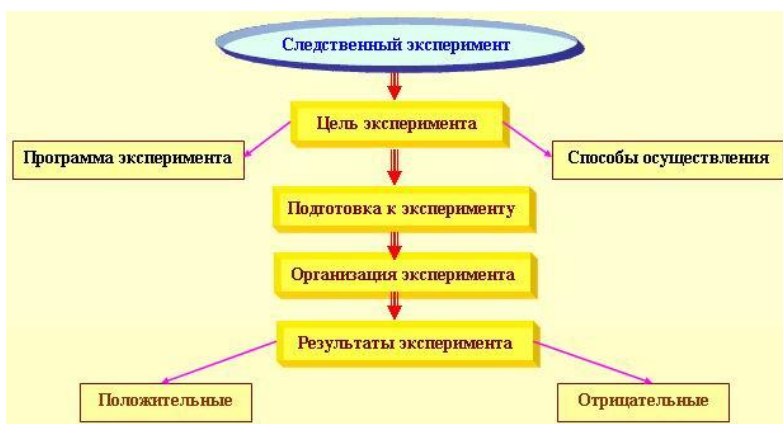 Следственный эксперимент
Цель эксперимента
Программа эксперимента
Способы осуществления
Подготовка к эксперименту
Организация эксперимента
Результаты эксперимента
Положительные
Отрицательные